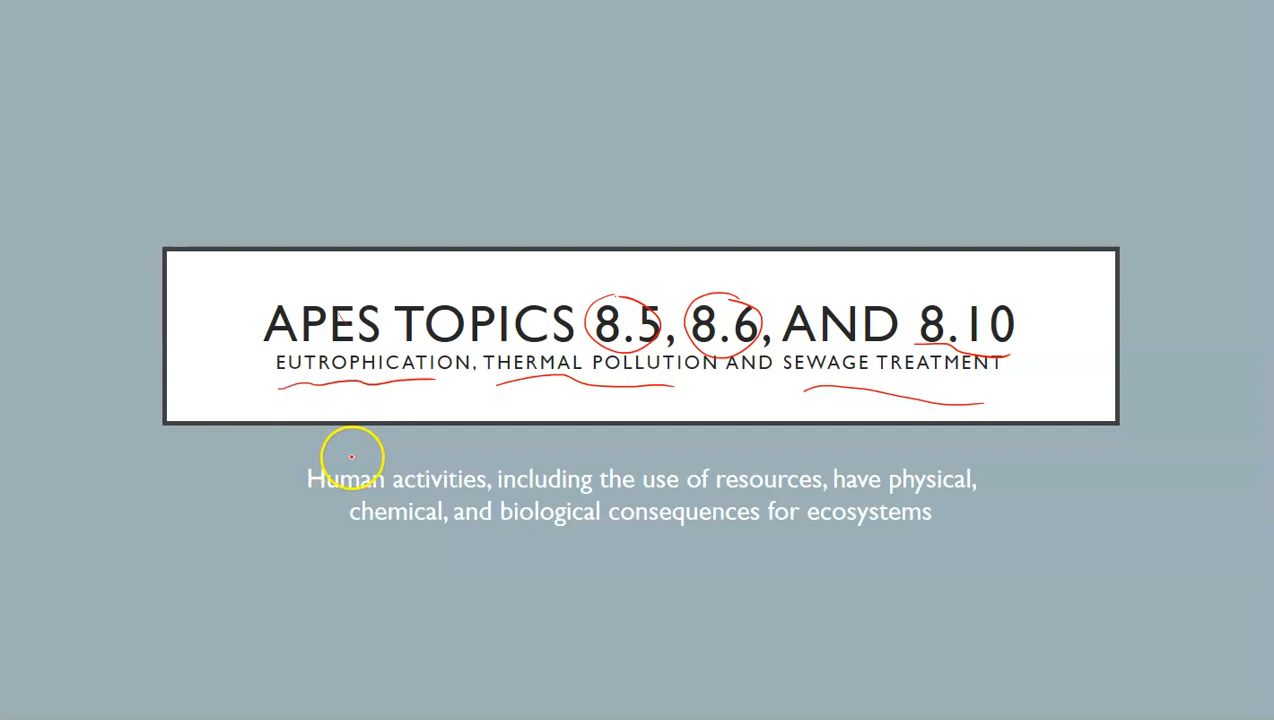 APES TOPICS 8.5, 8.6, AND 8.10
EUTROPHICATION, THERMAL POLLUTION AND SEWAGE TREATMENT
Human activities, including the use of resources, have physical,
chemical, and biological consequences for ecosystems